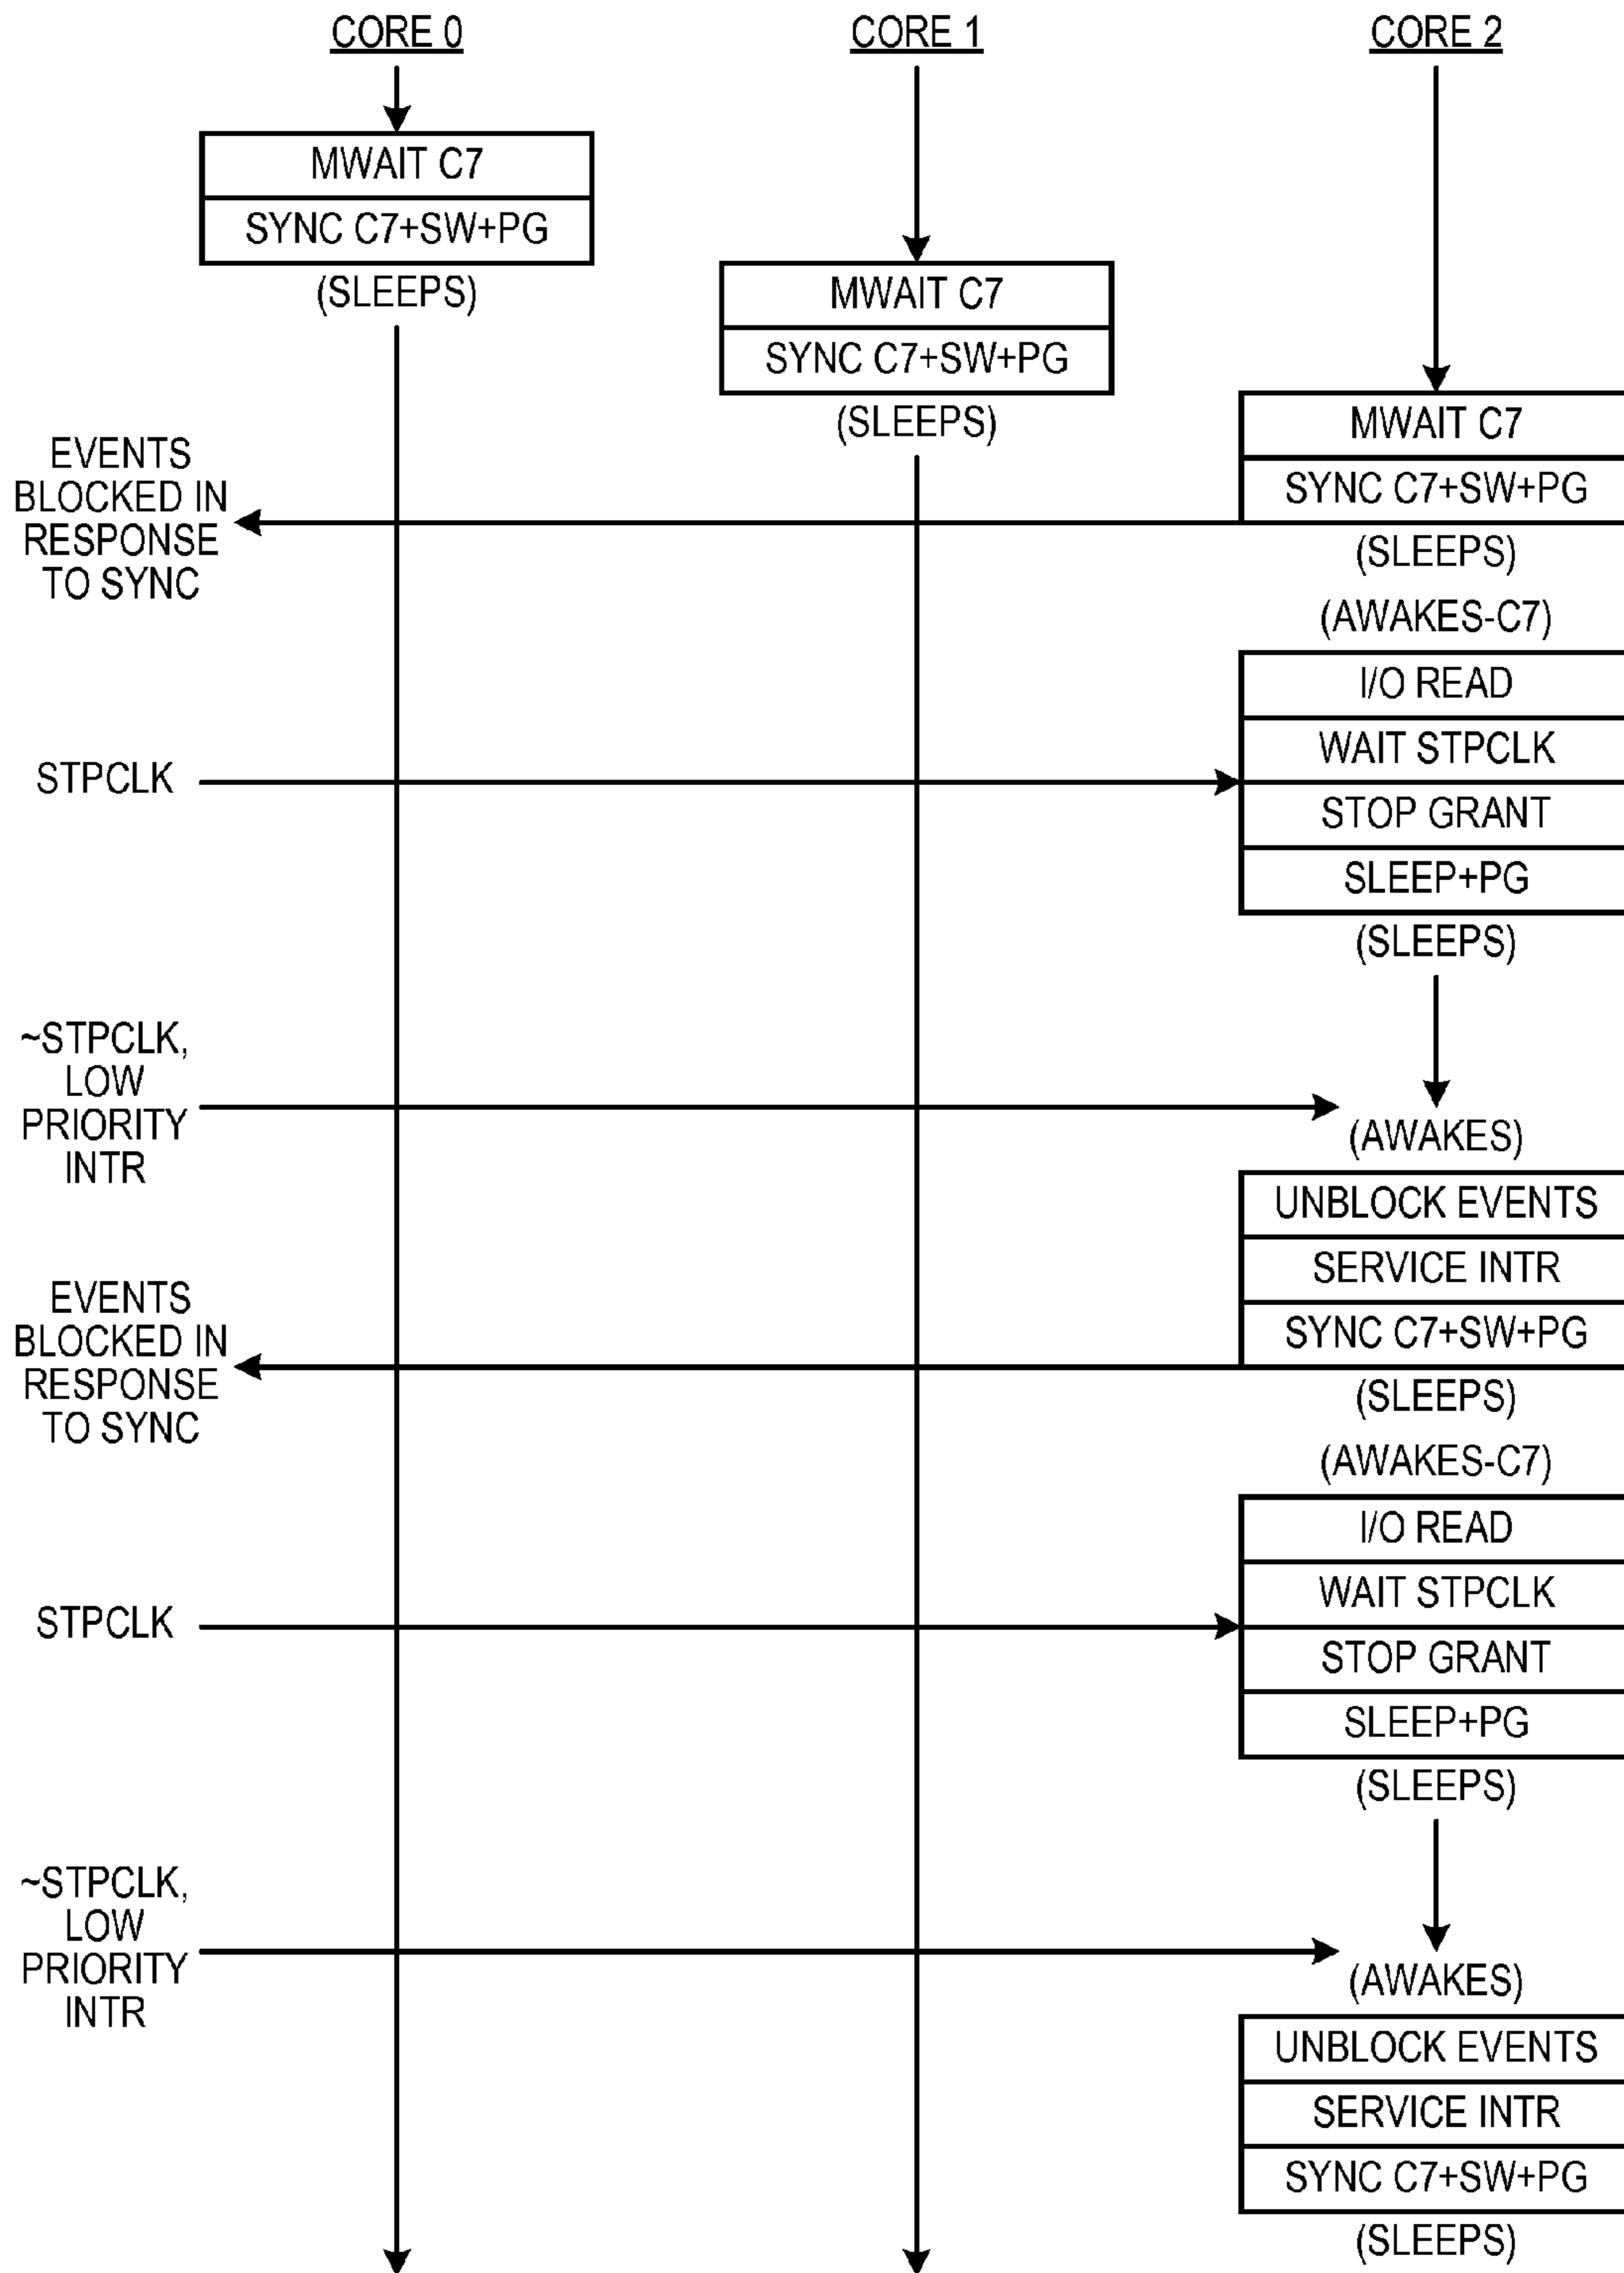 CORE 0
CORE 1
CORE 2
MWAIT C7
SYNC C7+SW+PG
(SLEEPS)
MWAIT C7
SYNC C7+SW+PG
(SLEEPS)
MWAIT C7
SYNC C7+SW+PG
(SLEEPS)
EVENTS
BLOCKED IN
RESPONSE
TO SYNC
(AWAKES-C7)
I/O READ
WAIT STPCLK
STPCLK
STOP GRANT
SLEEP+PG
(SLEEPS)
~STPCLK,
LOW
PRIORITY
INTR
(AWAKES)
UNBLOCK EVENTS
SERVICE INTR
SYNC C7+SW+PG
(SLEEPS)
EVENTS
BLOCKED IN
RESPONSE
TO SYNC
(AWAKES-C7)
I/O READ
WAIT STPCLK
STPCLK
STOP GRANT
SLEEP+PG
(SLEEPS)
~STPCLK,
LOW
PRIORITY
INTR
(AWAKES)
UNBLOCK EVENTS
SERVICE INTR
SYNC C7+SW+PG
(SLEEPS)